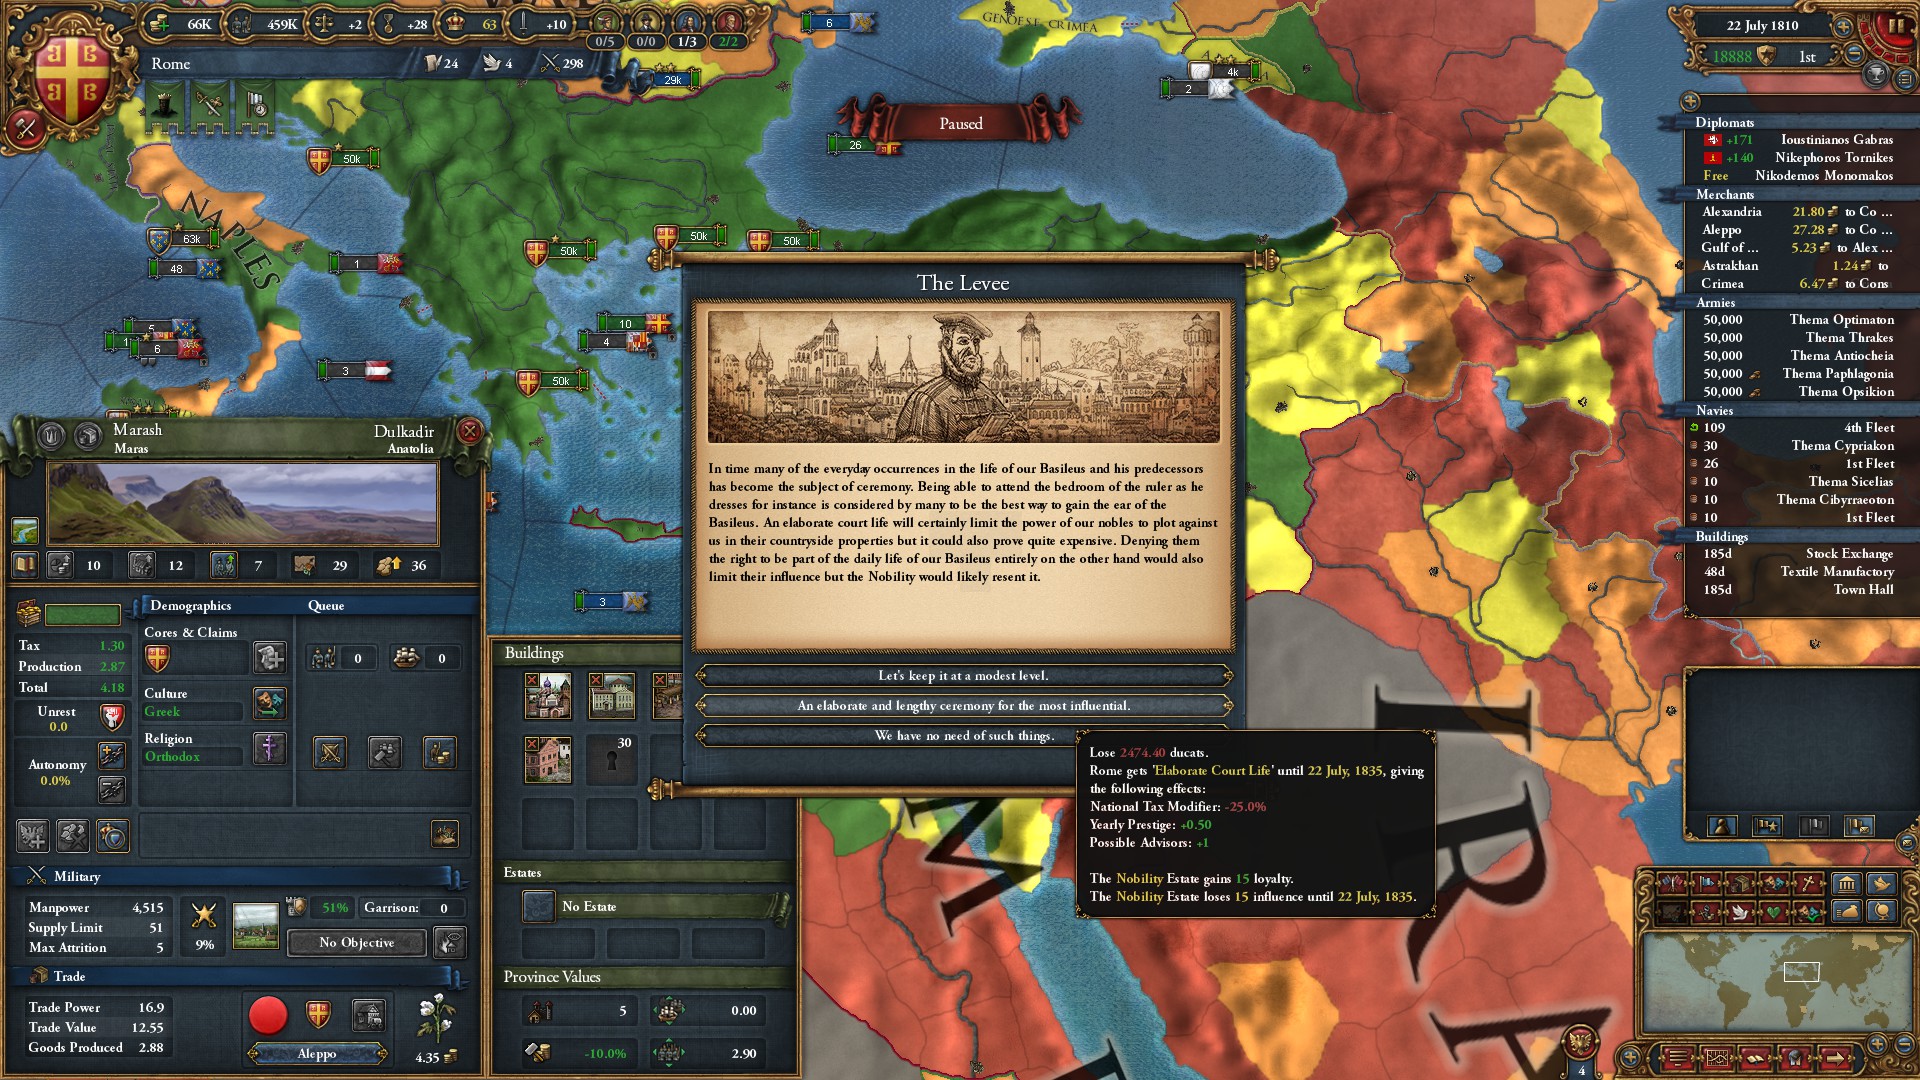 66K
459K
+2
+28
63
+10
0/5
0/0
1/3
2/2
Rome
24
4
298
22 July 1810
18888
1st
Paused
GENOESE CRIMEA
NAPLES
6
29k
4k
2
26
50k
63k
48
1
50k
50k
50k
10
4
5
6
3
50k
3
Diplomats
+171 Ioustinianos Gabras
+140 Nikephoros Tornikes
Free Nikodemos Monomakos
Merchants
Alexandria 21.80 to Co ...
Aleppo 27.28 to Co ...
Gulf of ... 5.23 to Alex ...
Astrakhan 1.24 to
Crimea 6.47 to Cons
Armies
50,000 Thema Optimaton
50,000 Thema Thrakes
50,000 Thema Antiocheia
50,000 Thema Paphlagonia
50,000 Thema Opsikion
Navies
109 4th Fleet
30 Thema Cypriakon
26 1st Fleet
10 Thema Sicelias
10 Thema Cibyrraeoton
10 1st Fleet
Buildings
185d Stock Exchange
48d Textile Manufactory
185d Town Hall
The Levee
In time many of the everyday occurrences in the life of our Basileus and his predecessors
has become the subject of ceremony. Being able to attend the bedroom of the ruler as he
dresses for instance is considered by many to be the best way to gain the ear of the
Basileus. An elaborate court life will certainly limit the power of our nobles to plot against
us in their countryside properties but it could also prove quite expensive. Denying them
the right to be part of the daily life of our Basileus entirely on the other hand would also
limit their influence but the Nobility would likely resent it.
Let's keep it at a modest level.
An elaborate and lengthy ceremony for the most influential.
We have no need of such things.
Lose 2474.40 ducats.
Rome gets 'Elaborate Court Life' until 22 July, 1835, giving
the following effects:
National Tax Modifier: -25.0%
Yearly Prestige: +0.50
Possible Advisors: +1
The Nobility Estate gains 15 loyalty.
The Nobility Estate loses 15 influence until 22 July, 1835.
Marash
Maras
Dulkadir
Anatolia
10
12
7
29
36
Demographics
Queue
Tax 1.30
Production 2.87
Total 4.18
Unrest
0.0
Autonomy
0.0%
Cores & Claims
Culture
Greek
Religion
Orthodox
0
0
Military
Manpower 4,515
Supply Limit 51
Max Attrition 5
9%
51%
Garrison: 0
No Objective
Trade
Trade Power 16.9
Trade Value 12.55
Goods Produced 2.88
Aleppo
4.35
Buildings
30
Estates
No Estate
Province Values
5
0.00
-10.0%
2.90
4